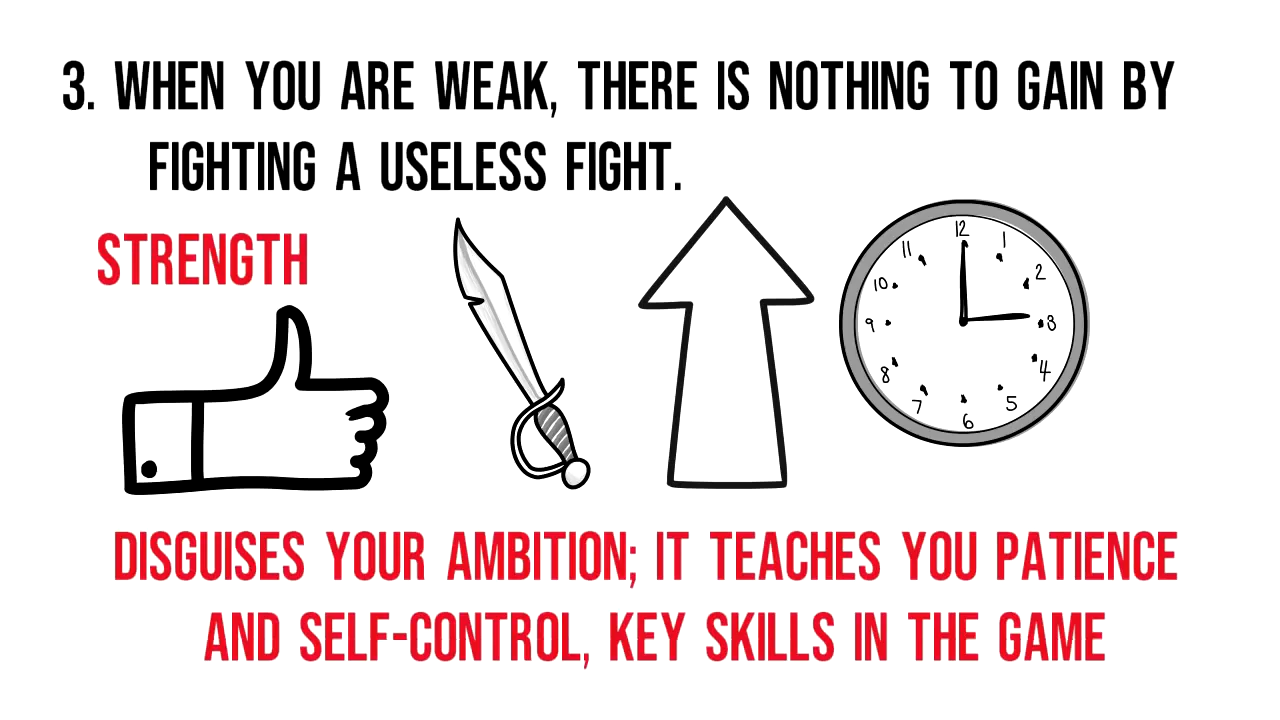 3. WHEN YOU ARE WEAK, THERE IS NOTHING TO GAIN BY
FIGHTING A USELESS FIGHT.
STRENGTH
12
11 1
10 2
9 3
8 4
7 5
6
DISGUISES YOUR AMBITION; IT TEACHES YOU PATIENCE
AND SELF-CONTROL, KEY SKILLS IN THE GAME